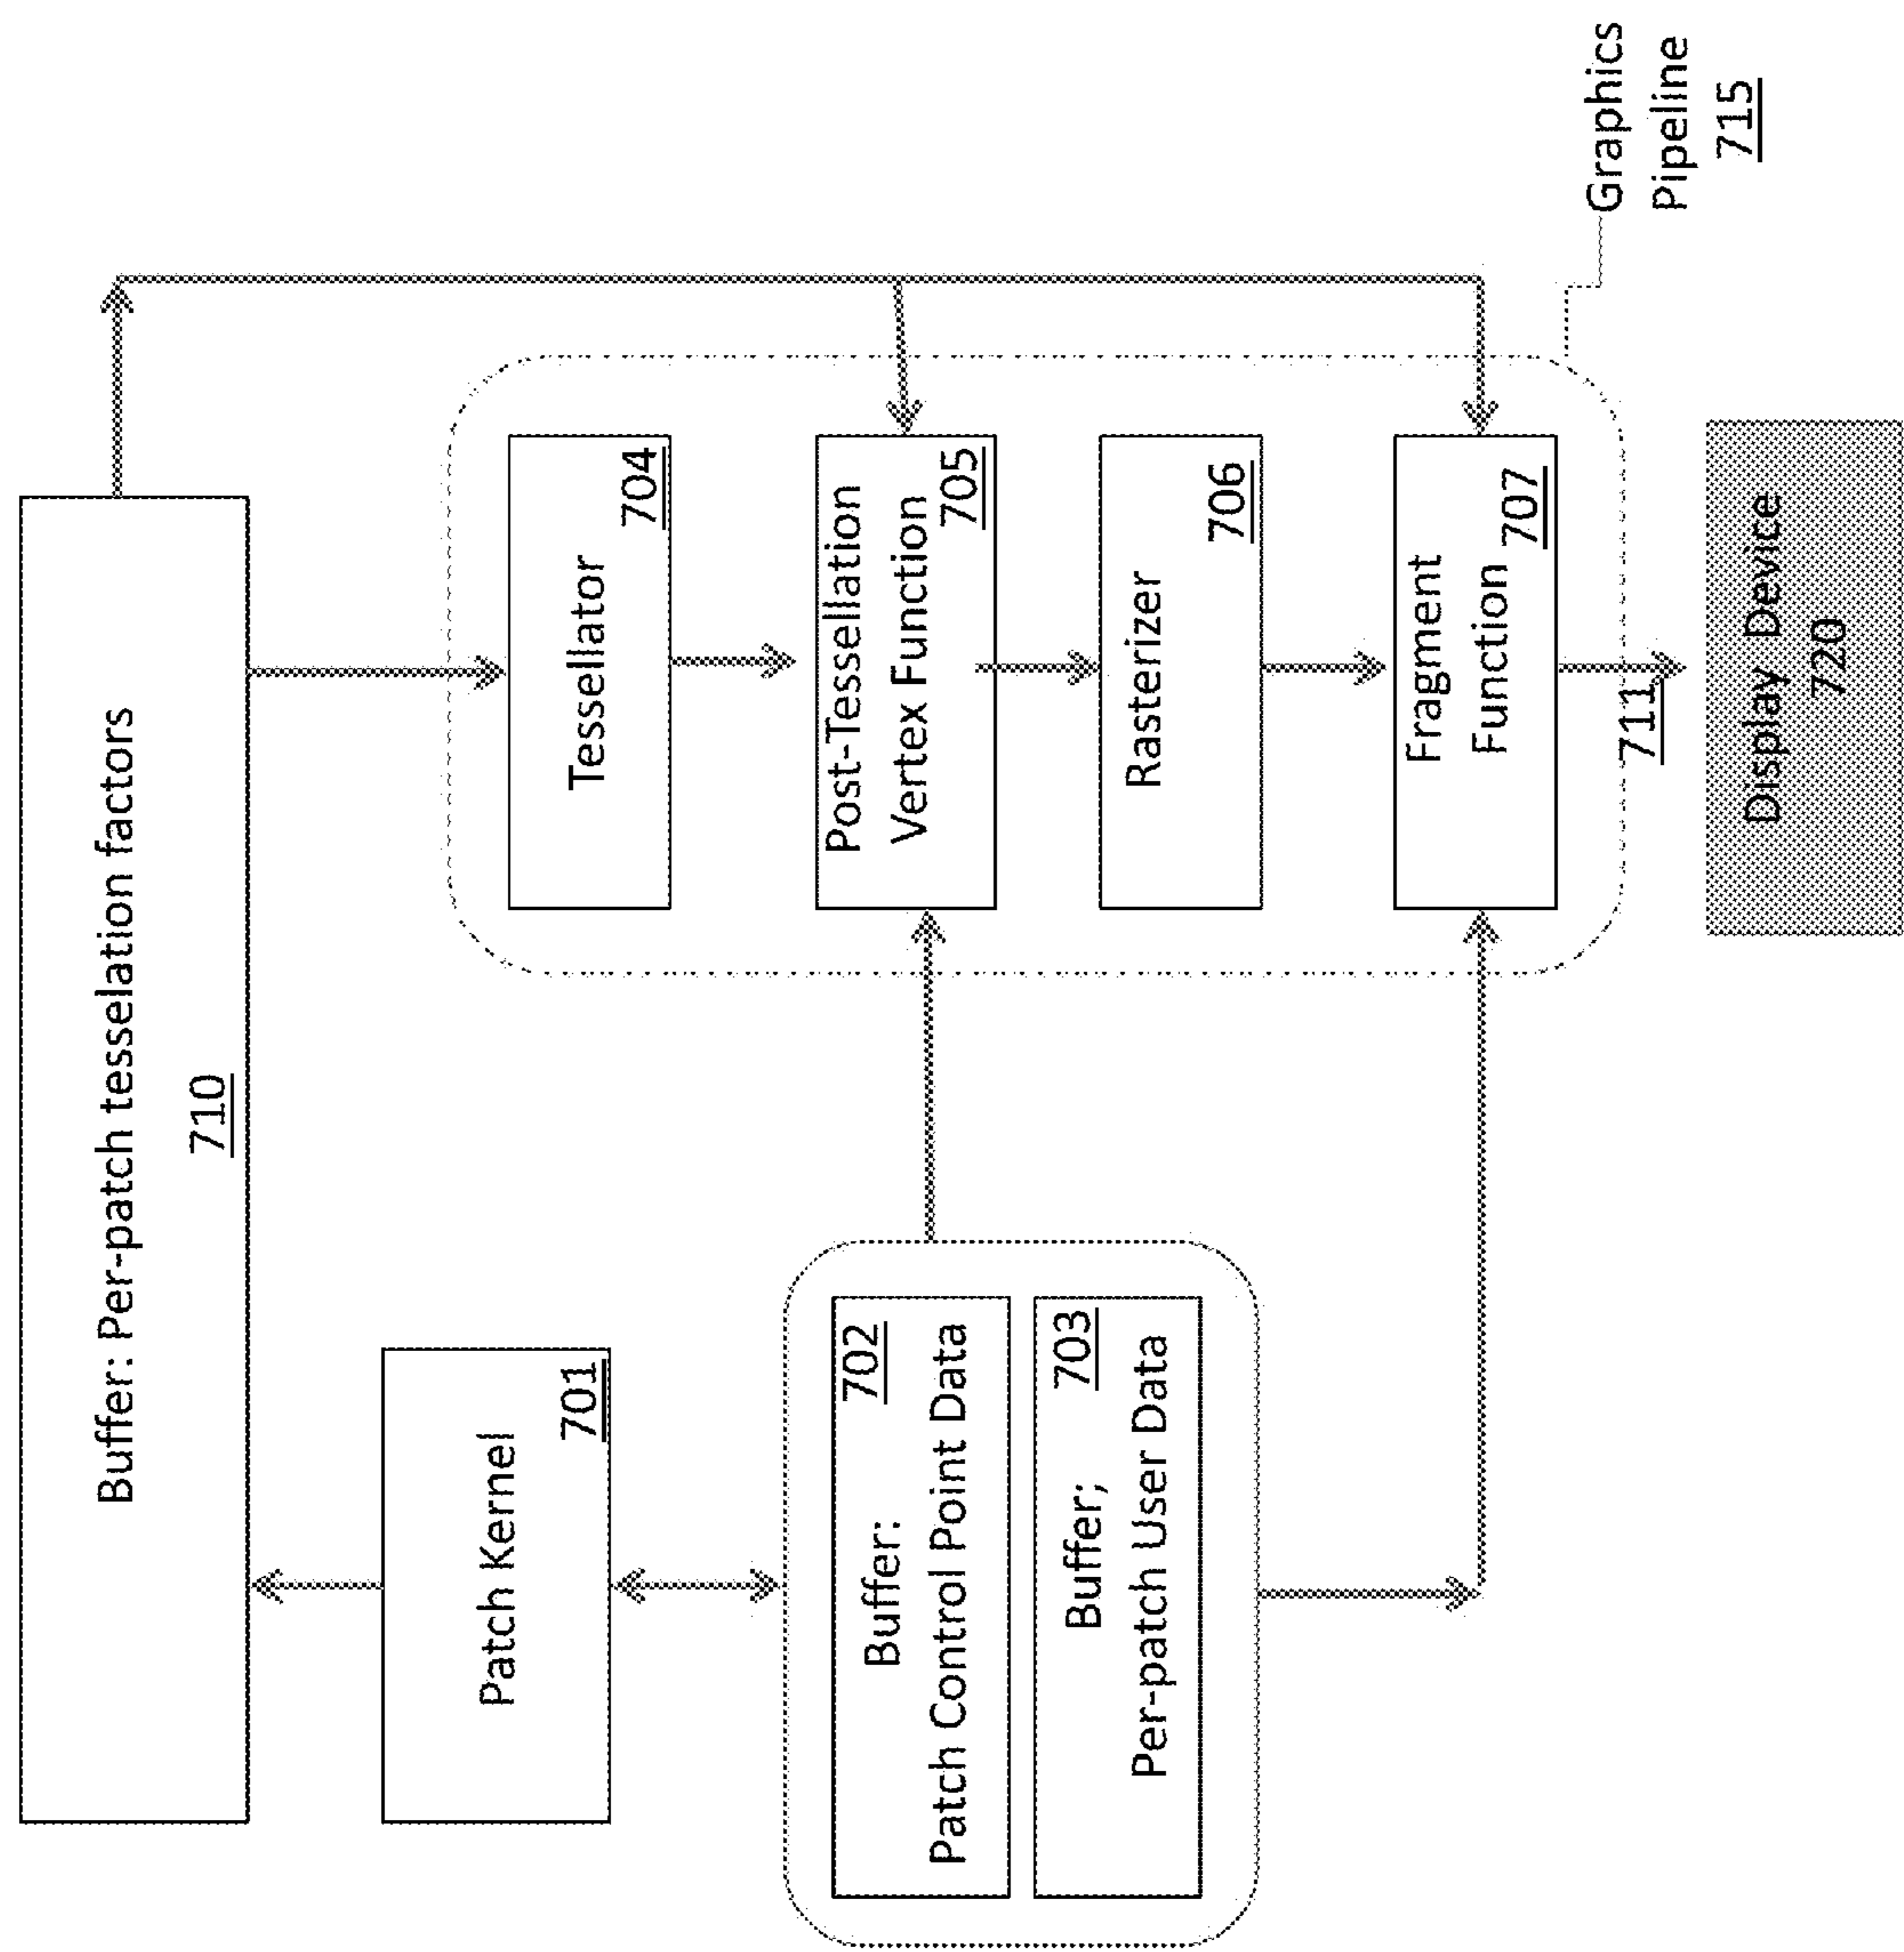 Buffer: Per-patch tesselation factors
710
Patch Kernel
701
Buffer:
702
Patch Control Point Data
Buffer;
703
Per-patch User Data
Tessellator
704
Post-Tessellation
Vertex Function
705
Rasterizer
706
Fragment
Function
707
711
Display Device
720
Graphics
Pipeline
715